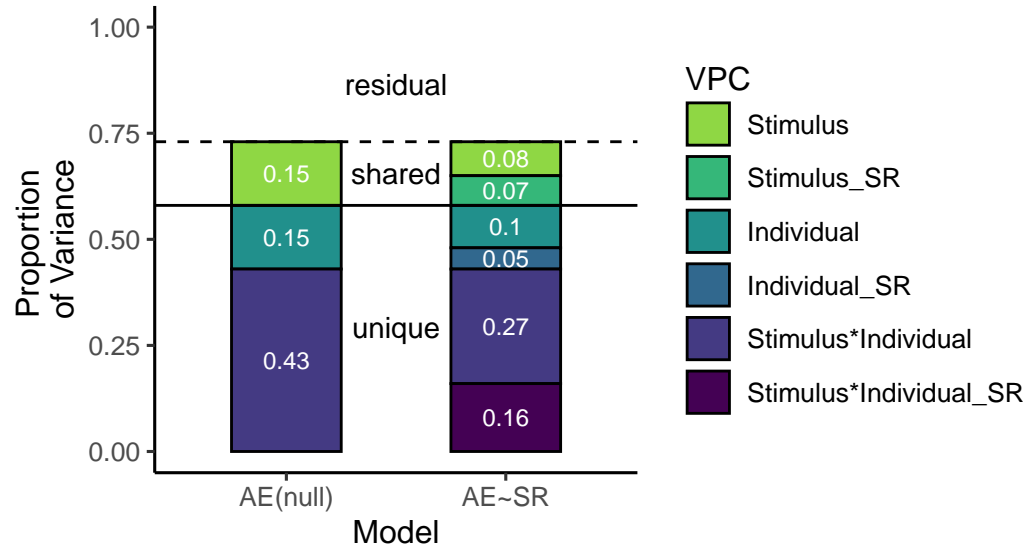 1.00
0.75
0.50
0.25
0.00
Proportion
of Variance
residual
shared
unique
0.15
0.15
0.43
0.08
0.07
0.1
0.05
0.27
0.16
AE(null)
AE~SR
Model
VPC
Stimulus
Stimulus_SR
Individual
Individual_SR
Stimulus*Individual
Stimulus*Individual_SR